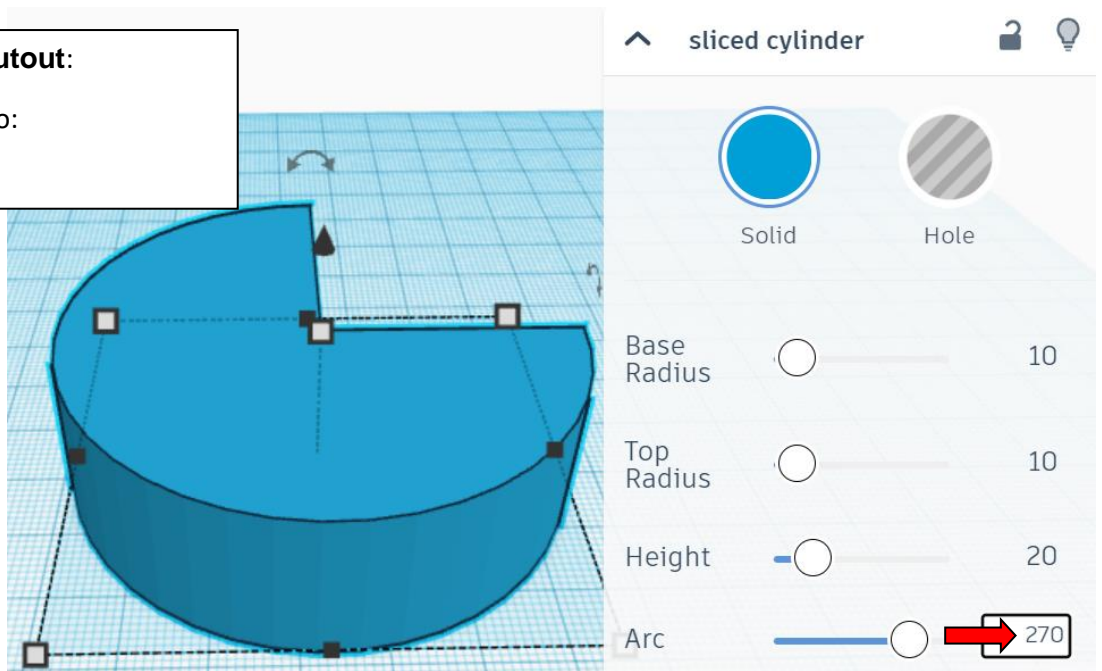 utout:
o:
sliced cylinder
Solid
Hole
Base
Radius
10
Top
Radius
10
Height
20
Arc
270